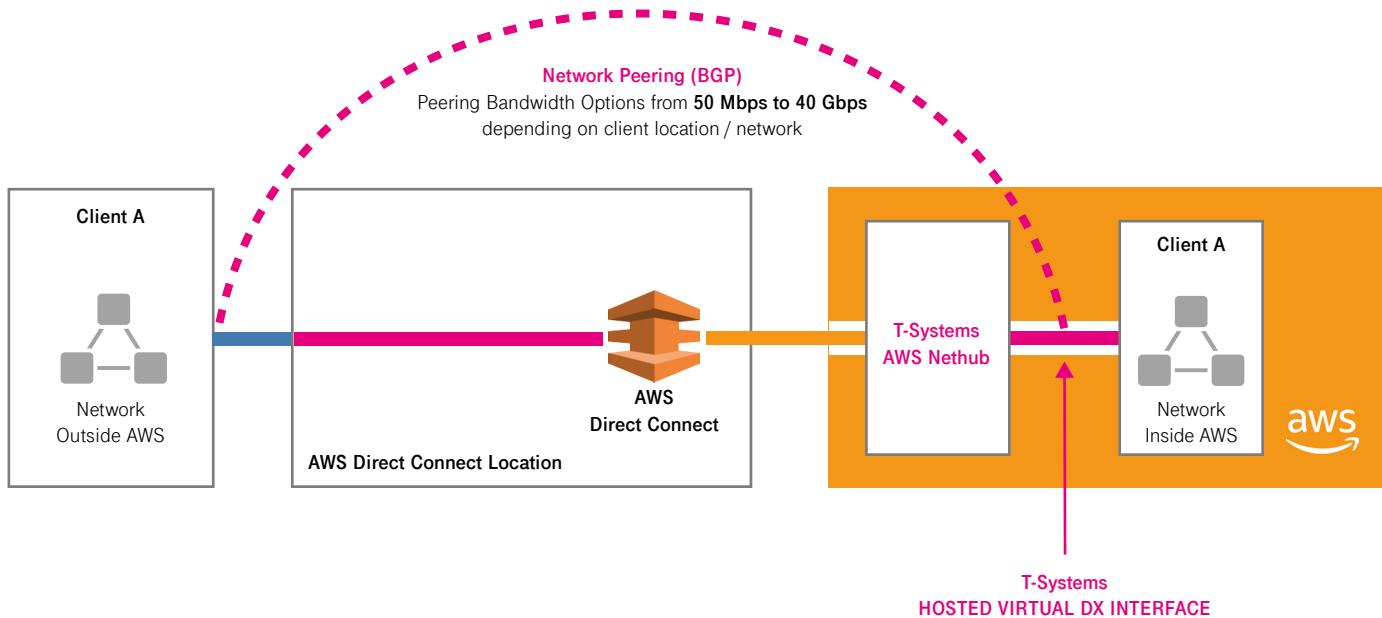 Network Peering (BGP)
Peering Bandwidth Options from 50 Mbps to 40 Gbps
depending on client location / network
Client A
Network
Outside AWS
AWS
Direct Connect
AWS Direct Connect Location
T-Systems
AWS Nethub
Client A
Network
Inside AWS
aws
T-Systems
HOSTED VIRTUAL DX INTERFACE